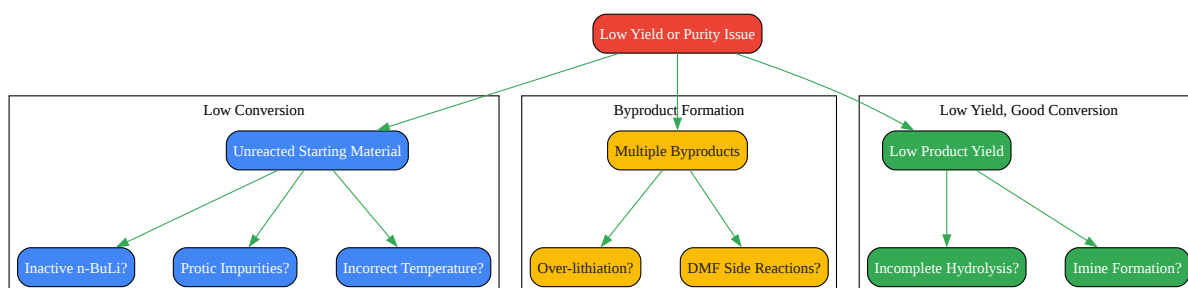 Low Yield or Purity Issue
Low Conversion
Byproduct Formation
Low Yield, Good Conversion
Unreacted Starting Material
Multiple Byproducts
Low Product Yield
Inactive n-BuLi?
Protic Impurities?
Incorrect Temperature?
Over-lithiation?
DMF Side Reactions?
Incomplete Hydrolysis?
Imine Formation?